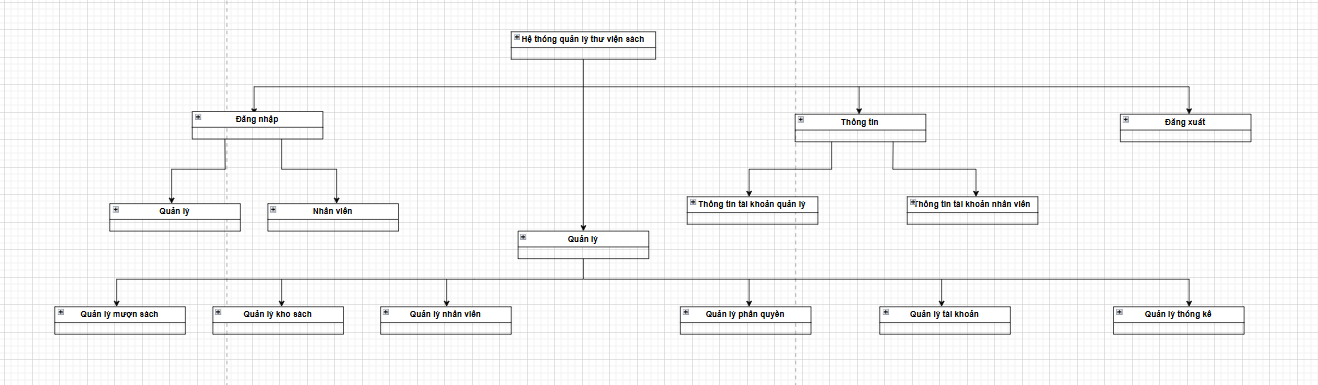 Hệ thống quản lý thư viện sách
Đăng nhập
Thông tin
Đăng xuất
Quản lý
Nhân viên
Thông tin tài khoản quản lý
Thông tin tài khoản nhân viên
Quản lý
Quản lý mượn sách
Quản lý kho sách
Quản lý nhân viên
Quản lý phân quyền
Quản lý tài khoản
Quản lý thống kê